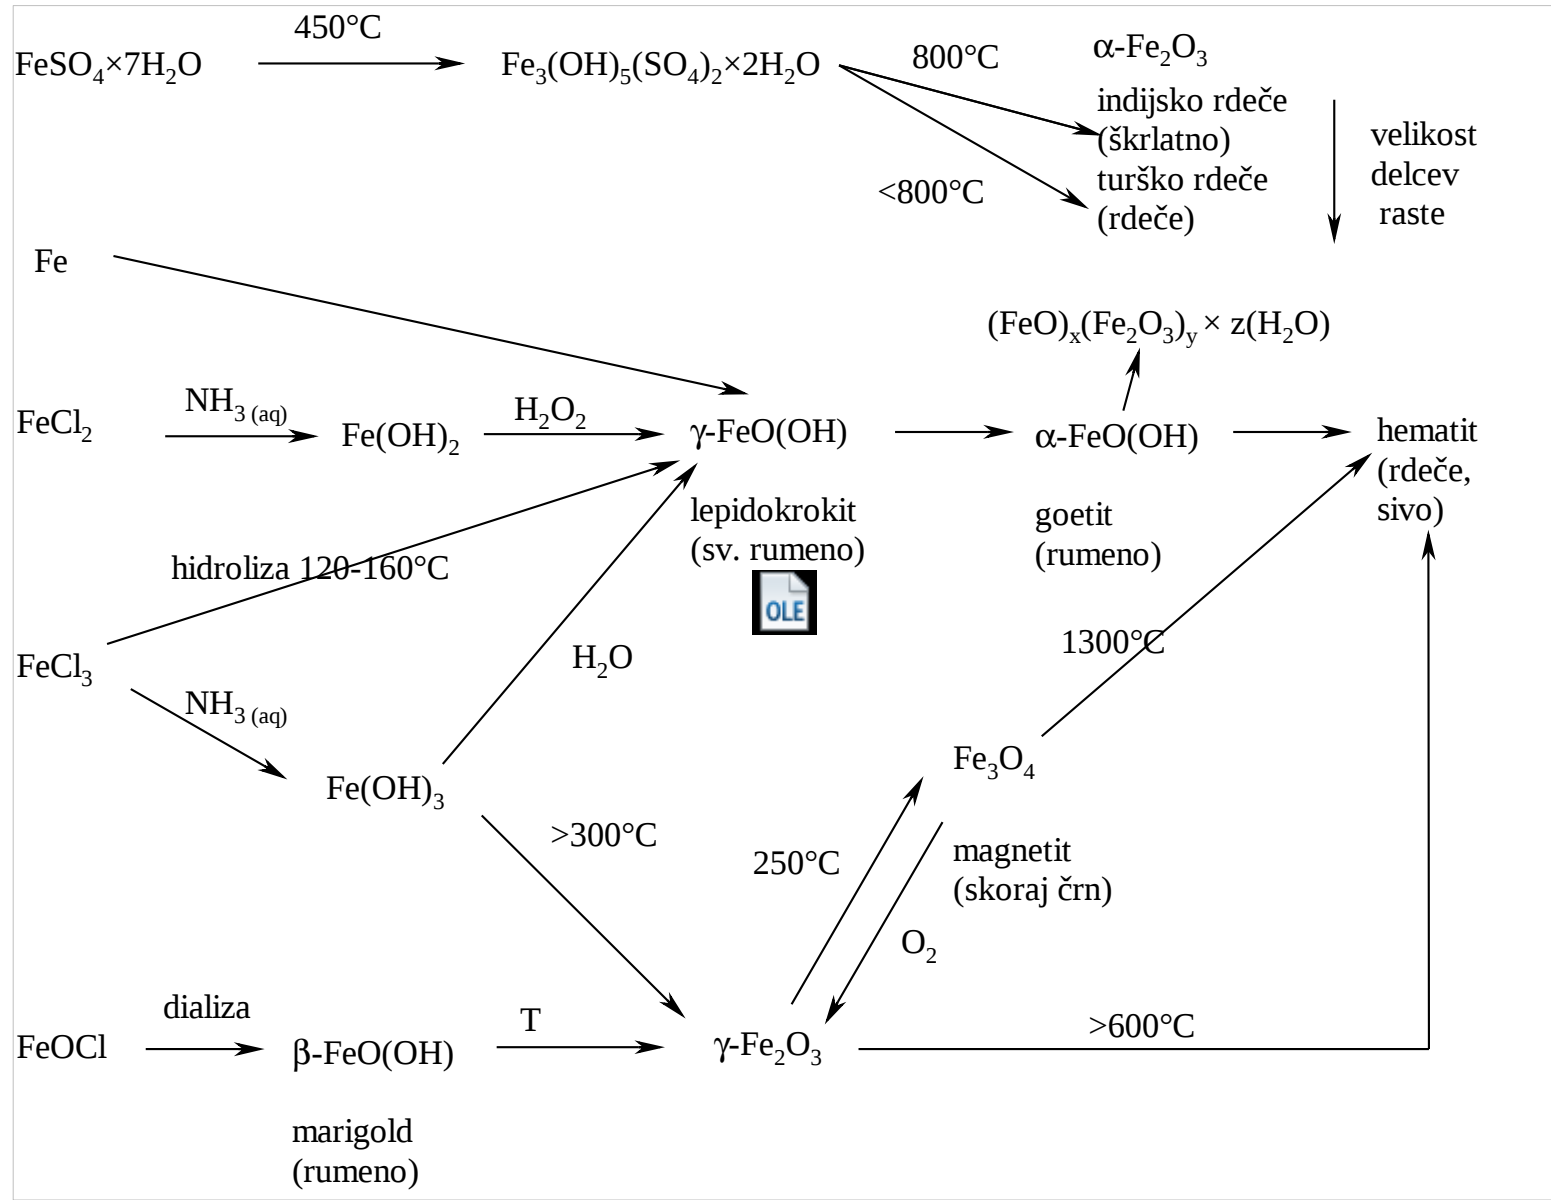 450°C
FeSO₄×7H₂O
Fe₃(OH)₅(SO₄)₂×2H₂O
800°C
<800°C
α-Fe₂O₃
indijsko rdeče
(škrlatno)
turško rdeče
(rdeče)
velikost
delcev
raste
Fe
(FeO)ₓ(Fe₂O₃)y × z(H₂O)
FeCl₂
NH₃ (aq)
Fe(OH)₂
H₂O₂
γ-FeO(OH)
α-FeO(OH)
hematit
(rdeče,
sivo)
lepidokrokit
(sv. rumeno)
goetit
(rumeno)
OLE
hidroliza 120-160°C
FeCl₃
NH₃ (aq)
H₂O
1300°C
Fe(OH)₃
Fe₃O₄
>300°C
250°C
magnetit
(skoraj črn)
O₂
dializa
FeOCl
β-FeO(OH)
T
γ-Fe₂O₃
>600°C
marigold
(rumeno)